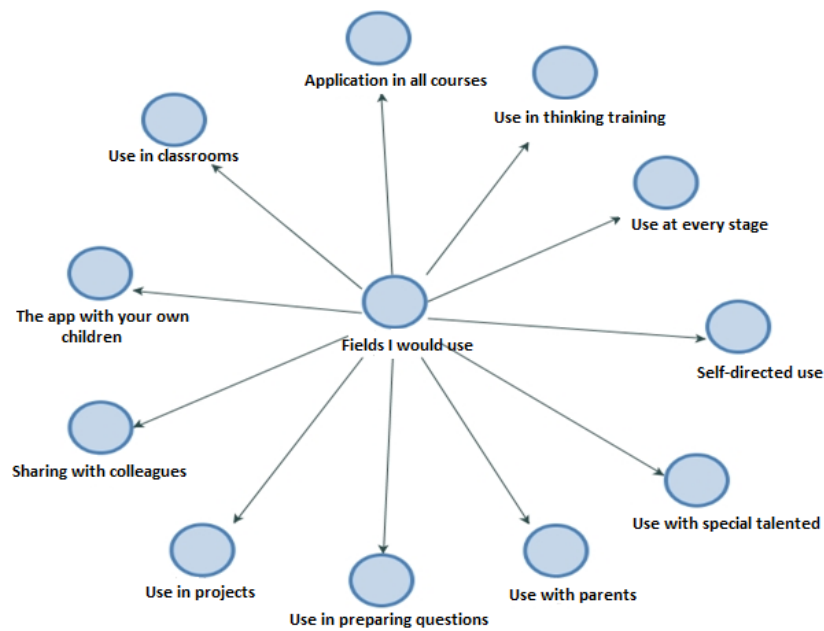 Application in all courses
Use in thinking training
Use in classrooms
Use at every stage
The app with your own
children
Fields I would use
Self-directed use
Sharing with colleagues
Use with special talented
Use in projects
Use with parents
Use in preparing questions